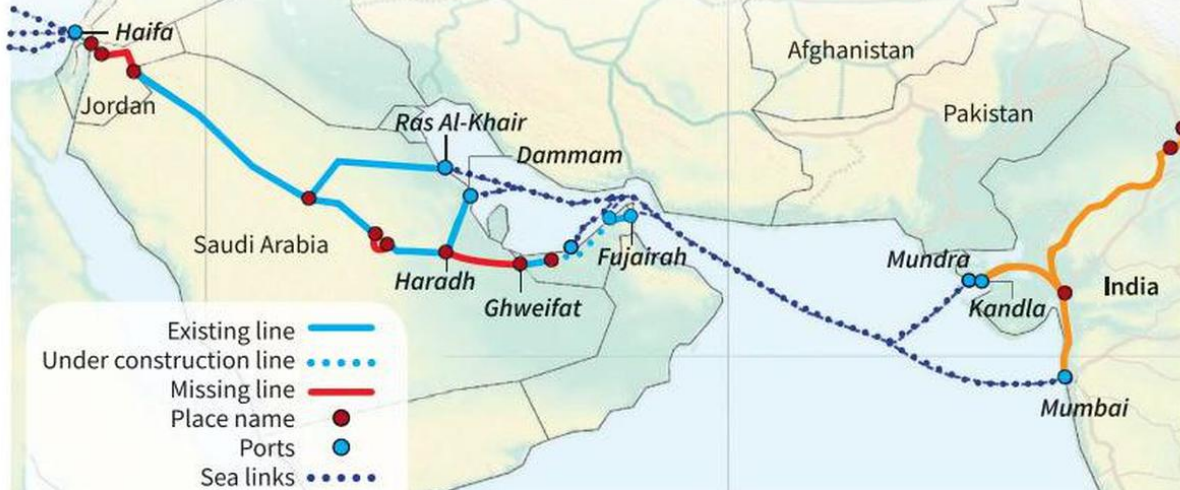 Haifa
Afghanistan
Jordan
Pakistan
Ras Al-Khair
Dammam
Saudi Arabia
Fujairah
Mundra
Haradh
India
Ghweifat
Kandla
Existing line
Under construction line
Missing line
Place name
Mumbai
Ports
Sea links